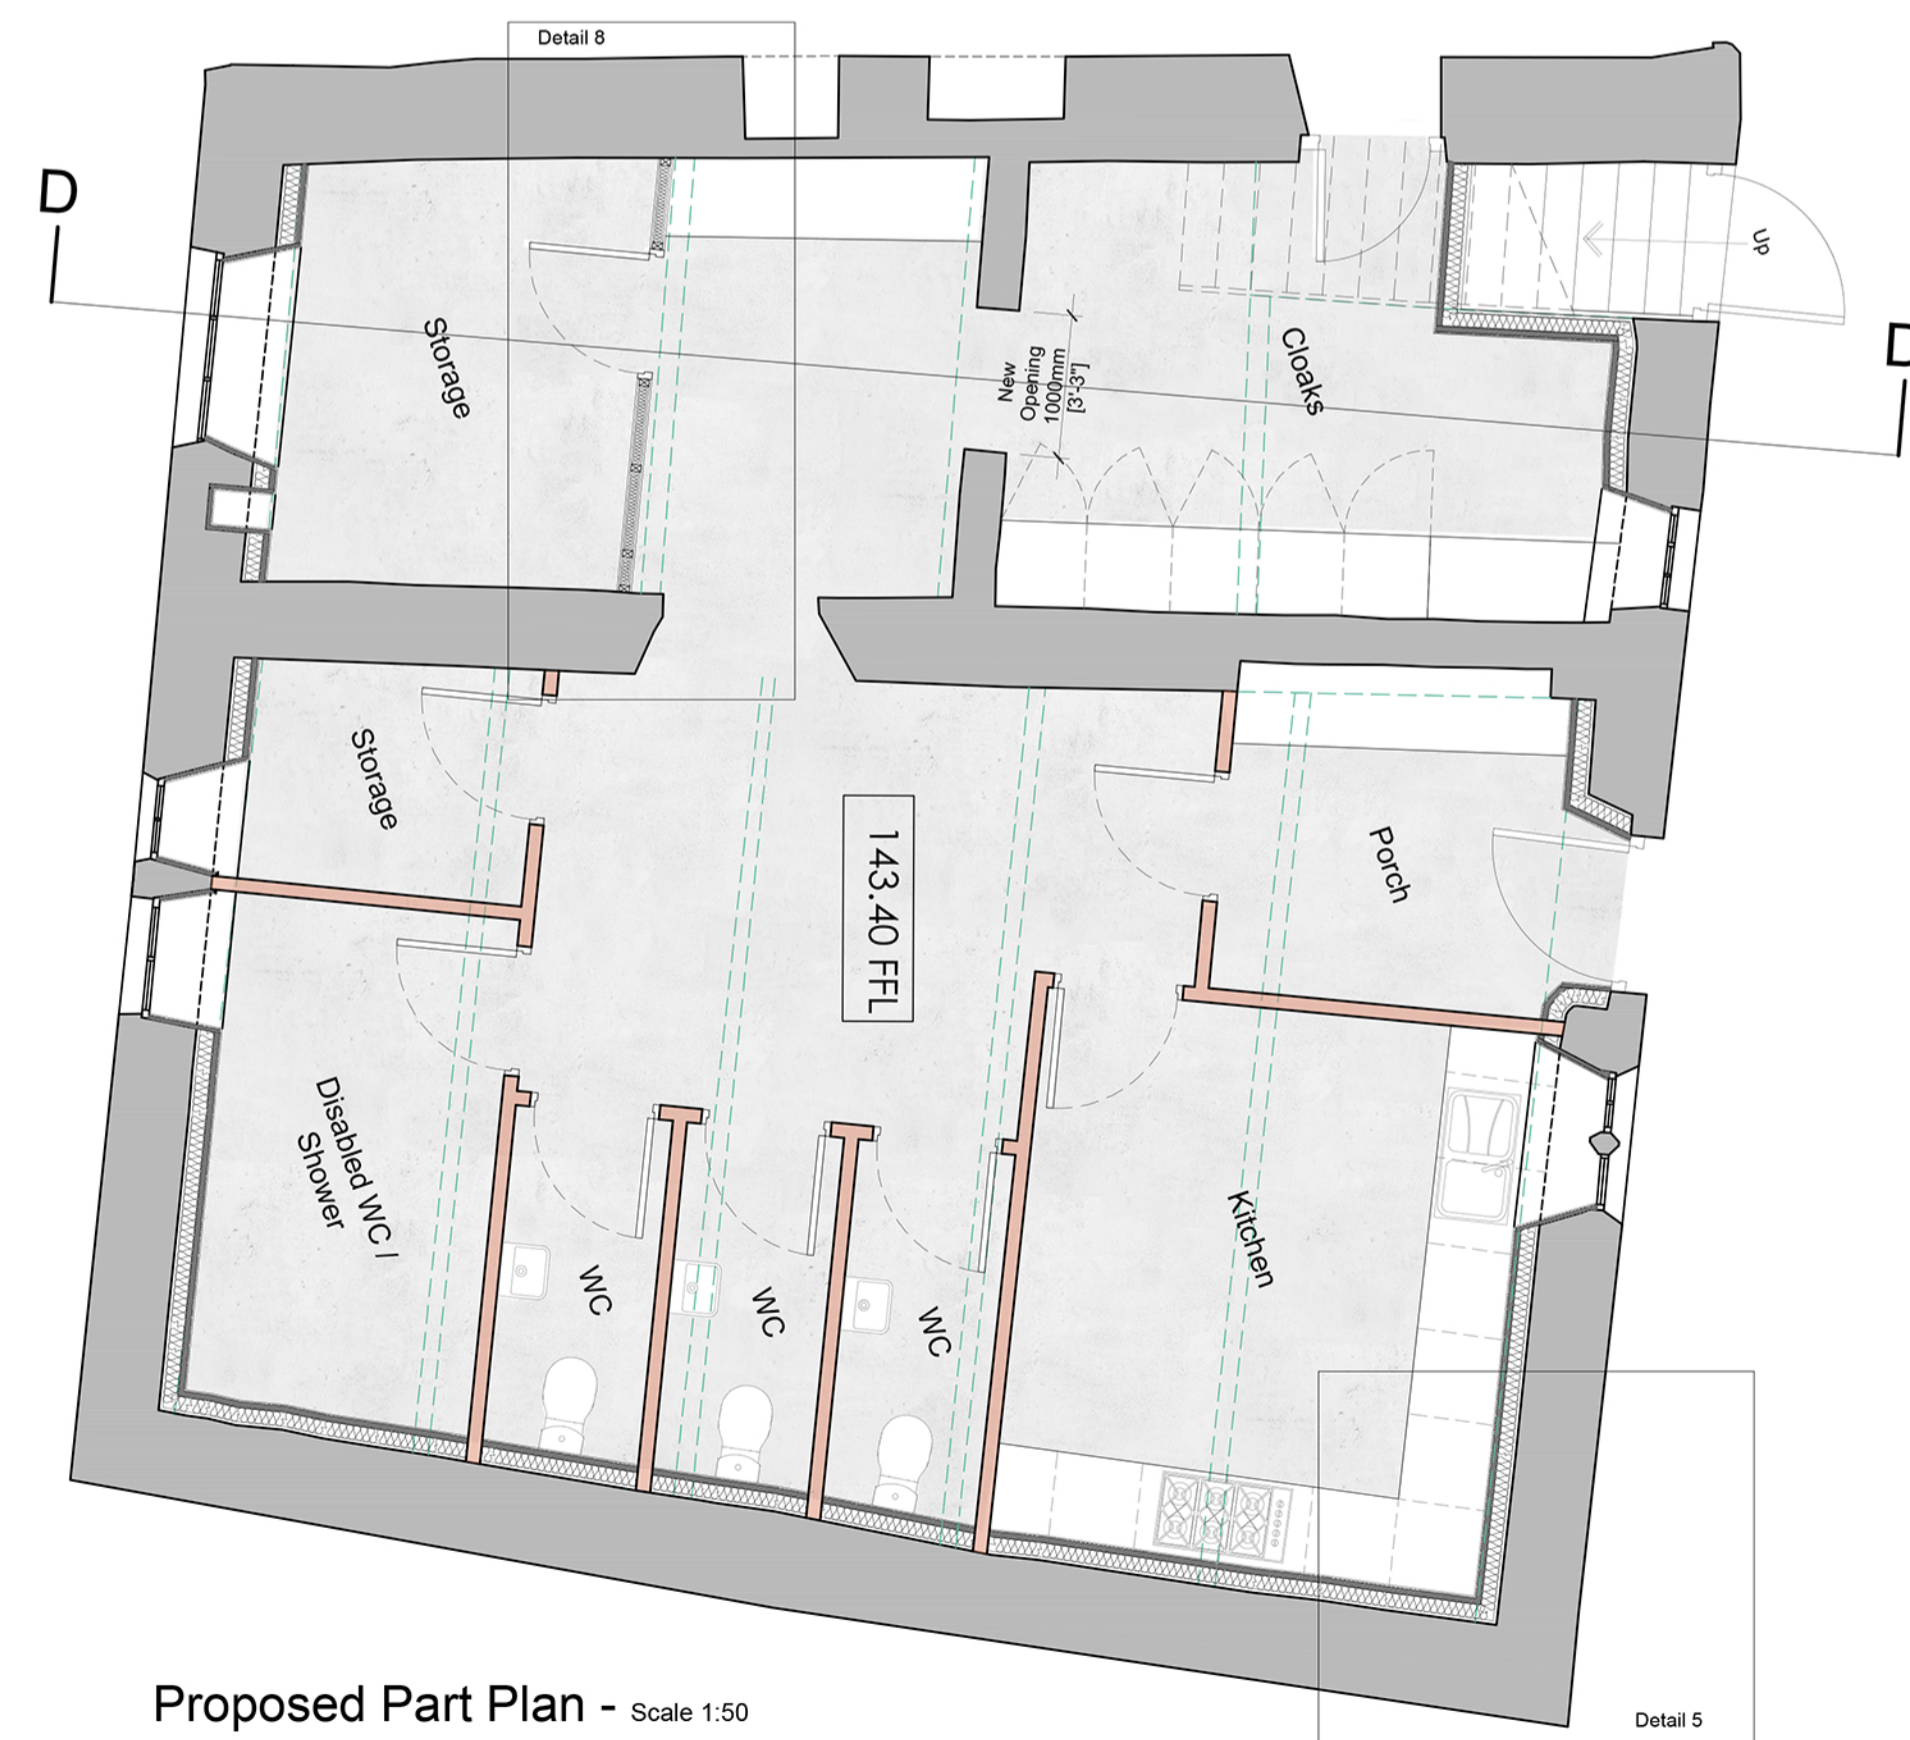 Detail 8
D
Up
Storage
New
Opening
1000mm
[3'-3"]
Cloaks
D
Storage
143.40 FFL
Porch
Disabled WC /
Shower
WC
WC
WC
Kitchen
Proposed Part Plan - Scale 1:50
Detail 5